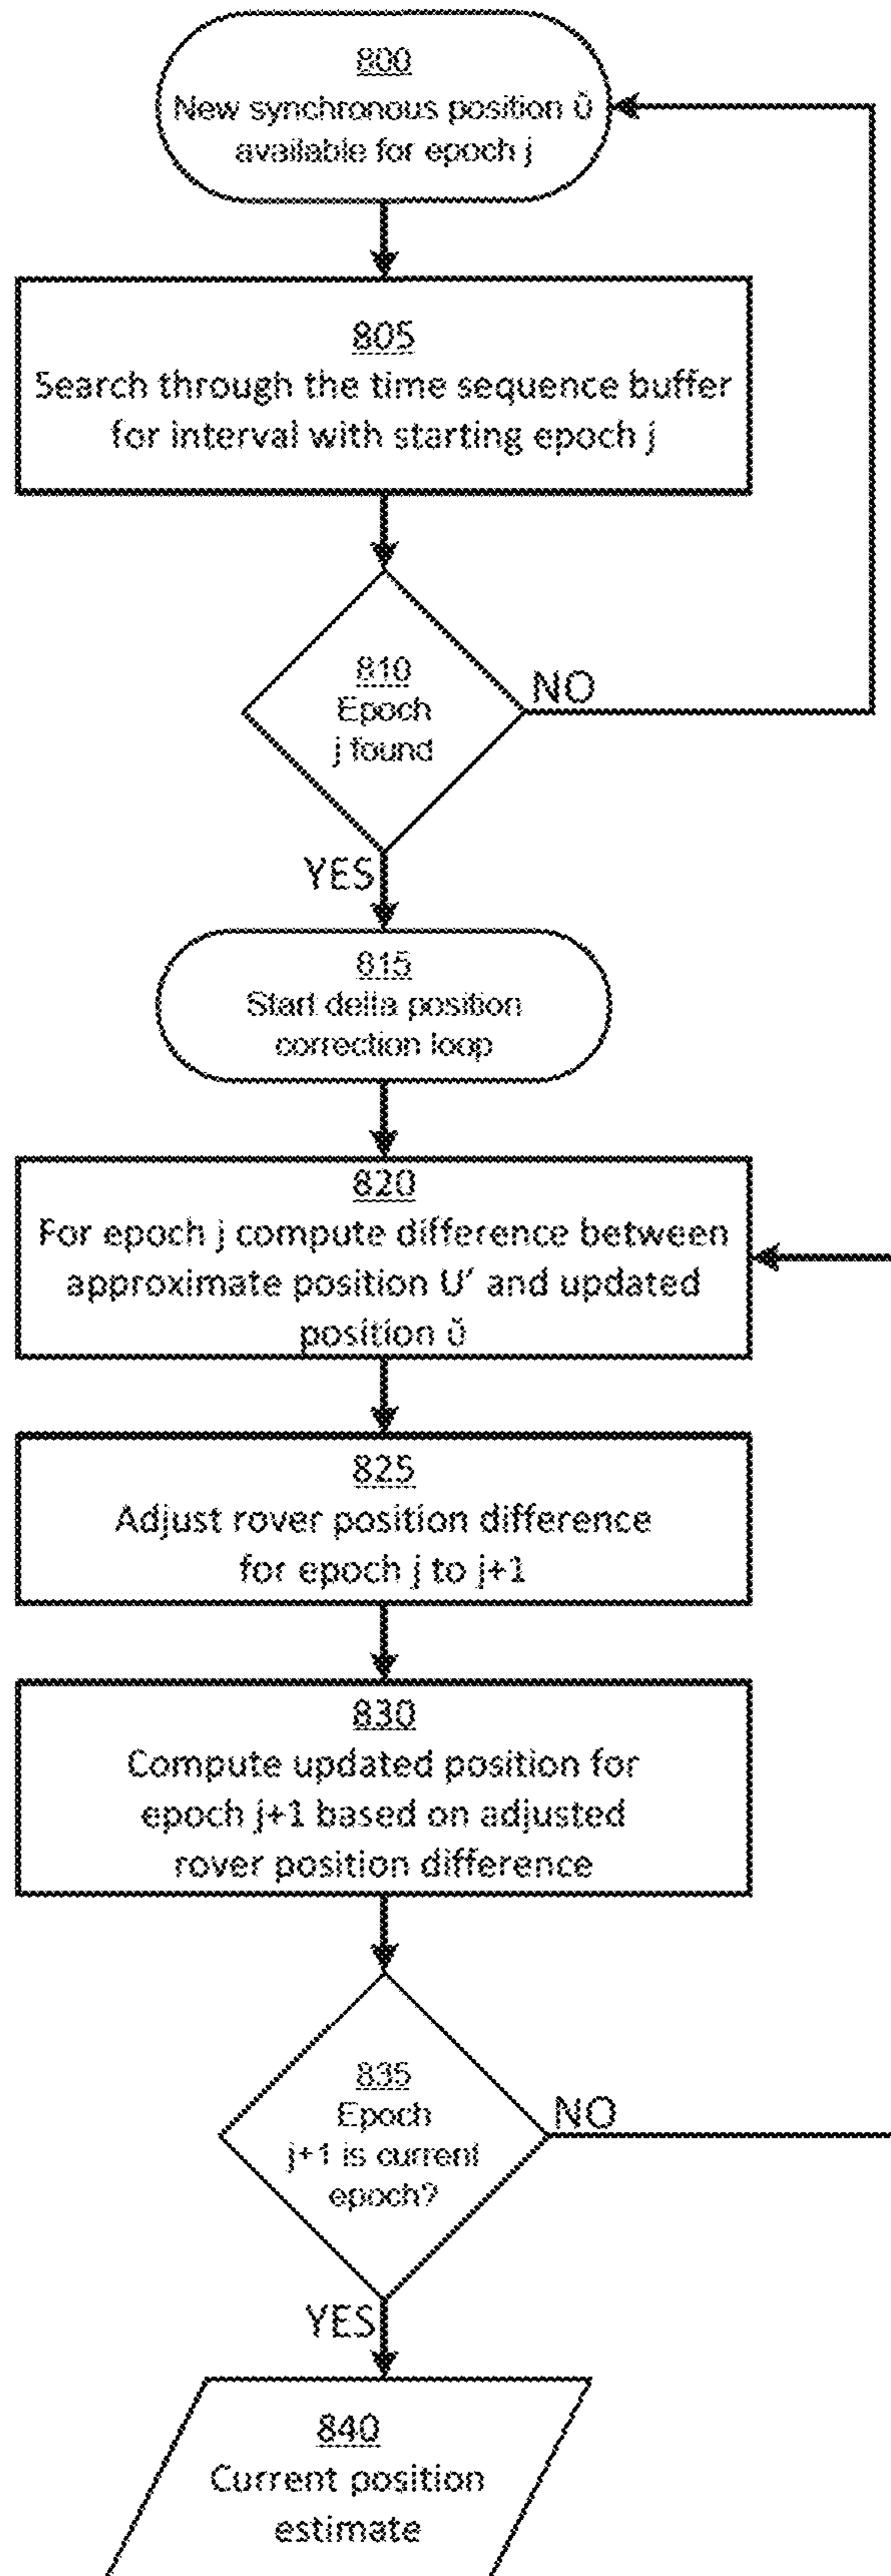 800
New synchronous position ŭ
available for epoch j
805
Search through the time sequence buffer
for interval with starting epoch j
810
Epoch
j found
NO
YES
815
Start delta position
correction loop
820
For epoch j compute difference between
approximate position U′ and updated
position ŭ
825
Adjust rover position difference
for epoch j to j+1
830
Compute updated position for
epoch j+1 based on adjusted
rover position difference
835
Epoch
j+1 is current
epoch?
NO
YES
840
Current position
estimate